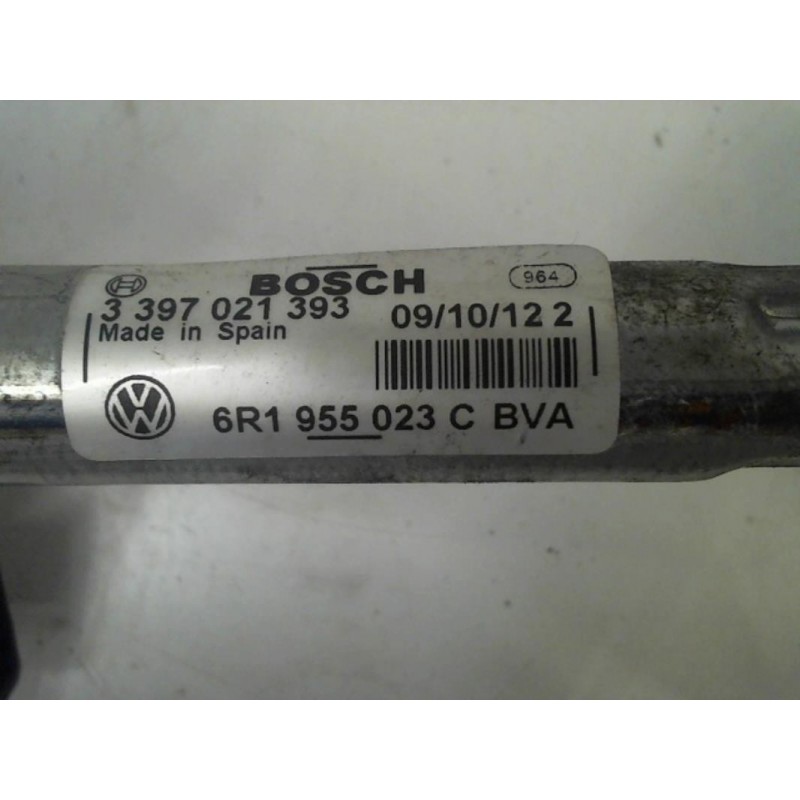 BOSCH
964
3 397 021 393
09/10/12 2
Made in Spain
6R1 955 023 C BVA